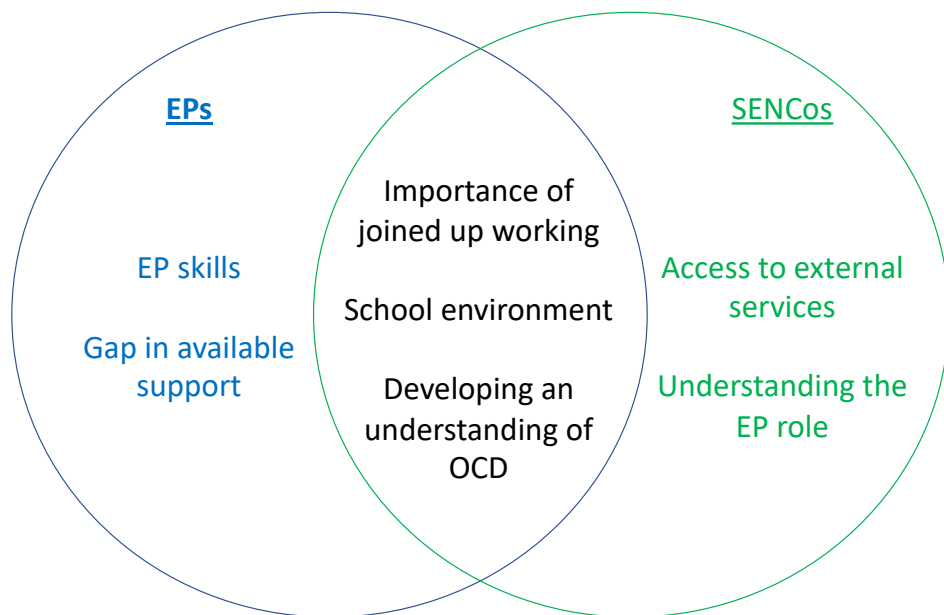 EPs
EP skills
Gap in available
support
Importance of
joined up working
School environment
Developing an
understanding of
OCD
SENCos
Access to external
services
Understanding the
EP role